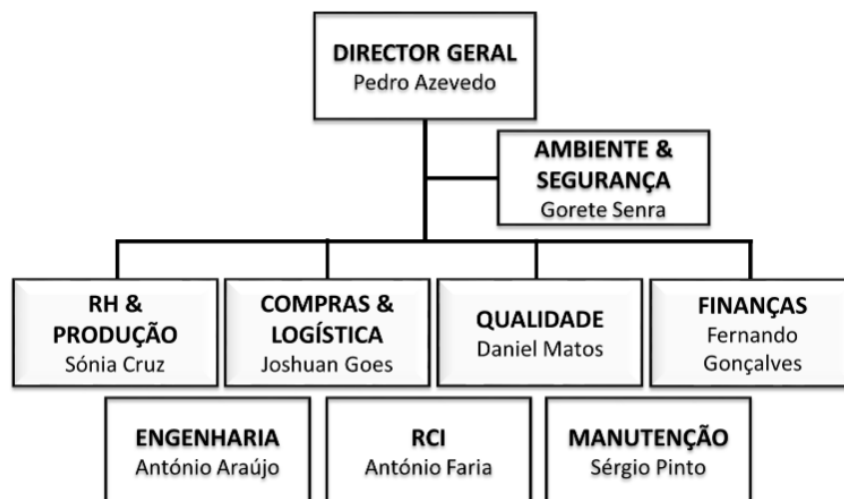 DIRECTOR GERAL
Pedro Azevedo
AMBIENTE &
SEGURANÇA
Gorete Senra
RH &
PRODUÇÃO
Sónia Cruz
COMPRAS &
LOGÍSTICA
Joshuan Goes
QUALIDADE
Daniel Matos
FINANÇAS
Fernando
Gonçalves
ENGENHARIA
António Araújo
RCI
António Faria
MANUTENÇÃO
Sérgio Pinto